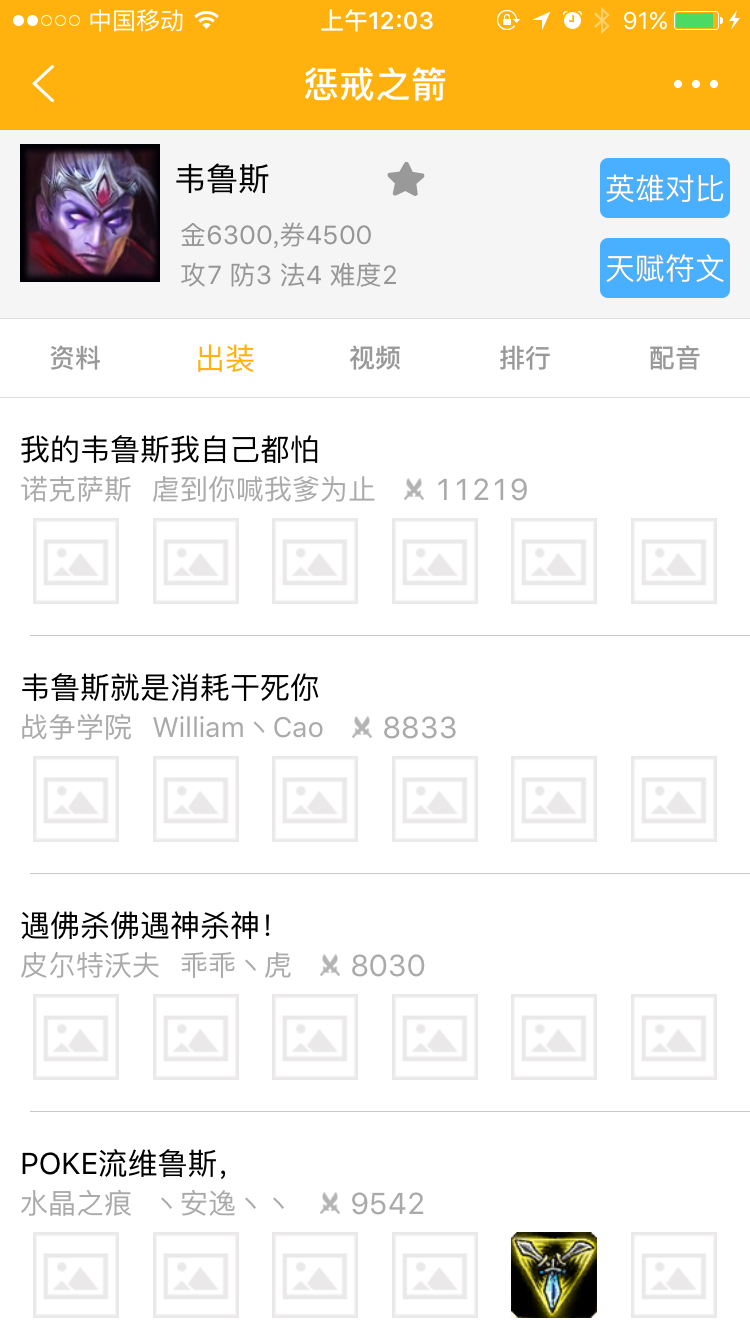 中国移动 上午12:03 91%
惩戒之箭
韦鲁斯
英雄对比
金6300,券4500
攻7 防3 法4 难度2
天赋符文
资料 出装 视频 排行 配音
我的韦鲁斯我自己都怕
诺克萨斯 虐到你喊我爹为止 11219
韦鲁斯就是消耗干死你
战争学院 William丶Cao 8833
遇佛杀佛遇神杀神！
皮尔特沃夫 乖乖丶虎 8030
POKE流维鲁斯，
水晶之痕 丶安逸丶丶 9542